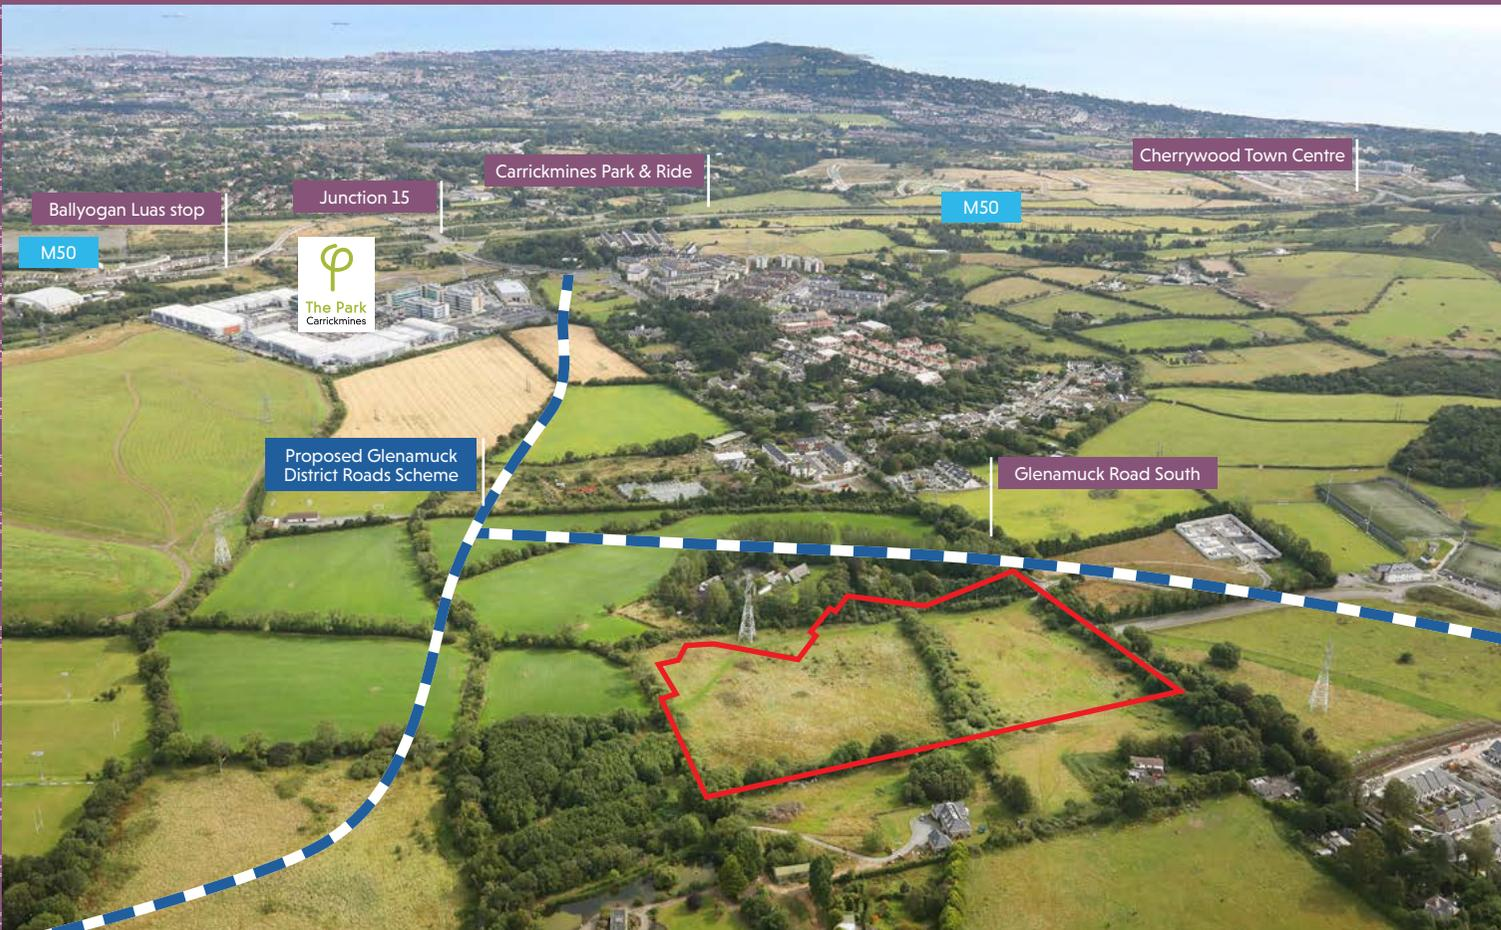 Cherrywood Town Centre
Carrickmines Park & Ride
Junction 15
Ballyogan Luas stop
M50
M50
The Park
Carrickmines
Proposed Glenamuck
District Roads Scheme
Glenamuck Road South